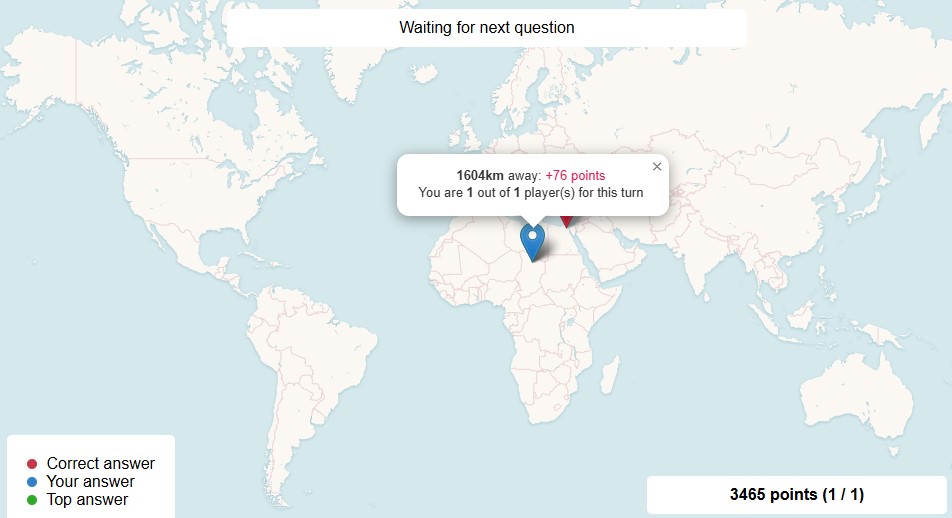 Waiting for next question
×
1604km away: +76 points
You are 1 out of 1 player(s) for this turn
Correct answer
Your answer
Top answer
3465 points (1 / 1)